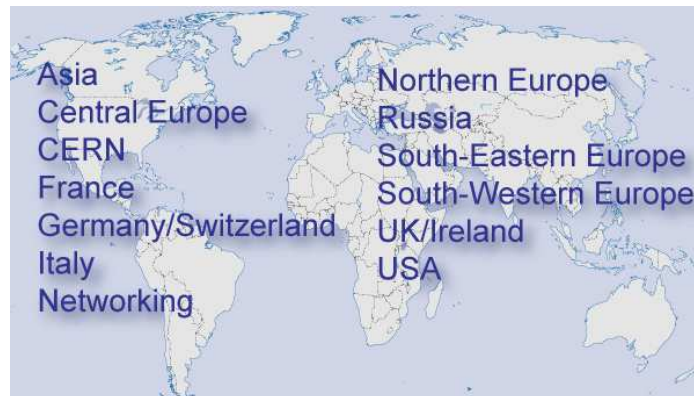 Asia
Central Europe
CERN
France
Germany/Switzerland
Italy
Networking
Northern Europe
Russia
South-Eastern Europe
South-Western Europe
UK/Ireland
USA